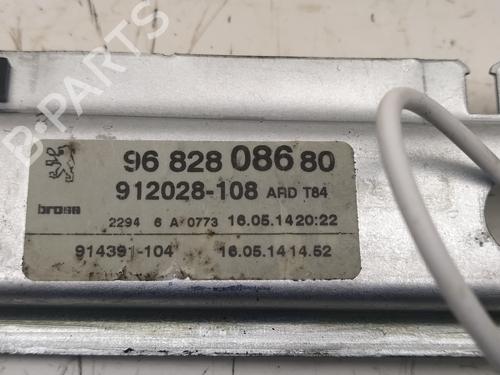 96 828 086 80
912028-108 ARD T84
brose
2294 6 A 0773 16.05.14 20:22
914391-104 16.05.14 14.52
B-PARTS